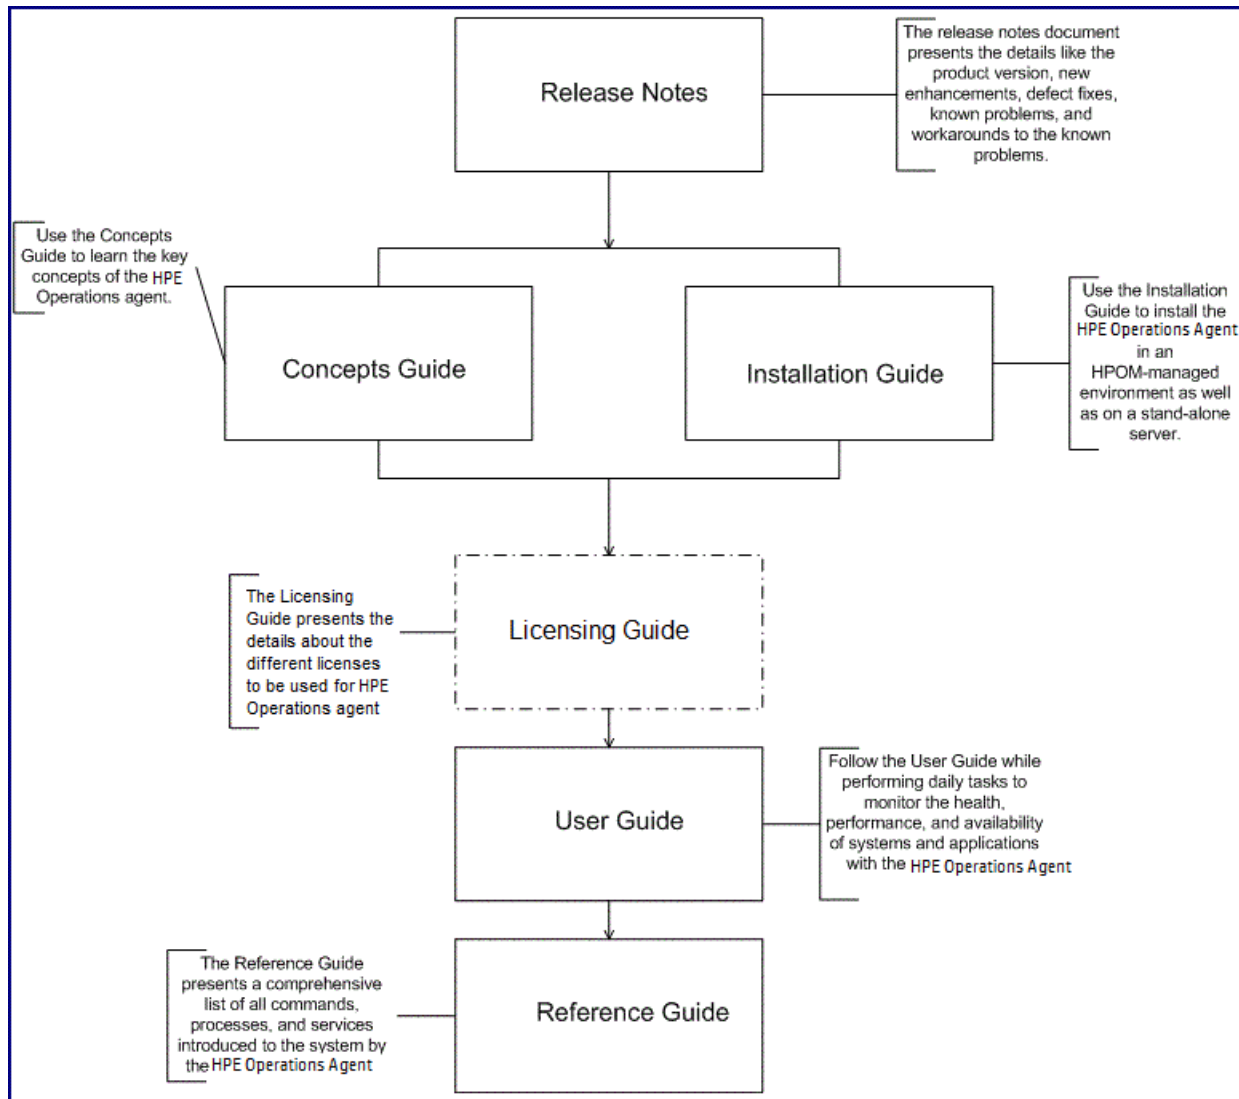 Release Notes
The release notes document
presents the details like the
product version, new
enhancements, defect fixes,
known problems, and
workarounds to the known
problems.
Use the Concepts
Guide to learn the key
concepts of the HPE
Operations agent.
Concepts Guide
Installation Guide
Use the Installation
Guide to install the
HPE Operations Agent
in an
HPOM-managed
environment as well
as on a stand-alone
server.
The Licensing
Guide presents the
details about the
different licenses
to be used for HPE
Operations agent
Licensing Guide
User Guide
Follow the User Guide while
performing daily tasks to
monitor the health,
performance, and availability
of systems and applications
with the HPE Operations Agent
The Reference Guide
presents a comprehensive
list of all commands,
processes, and services
introduced to the system by
the HPE Operations Agent
Reference Guide